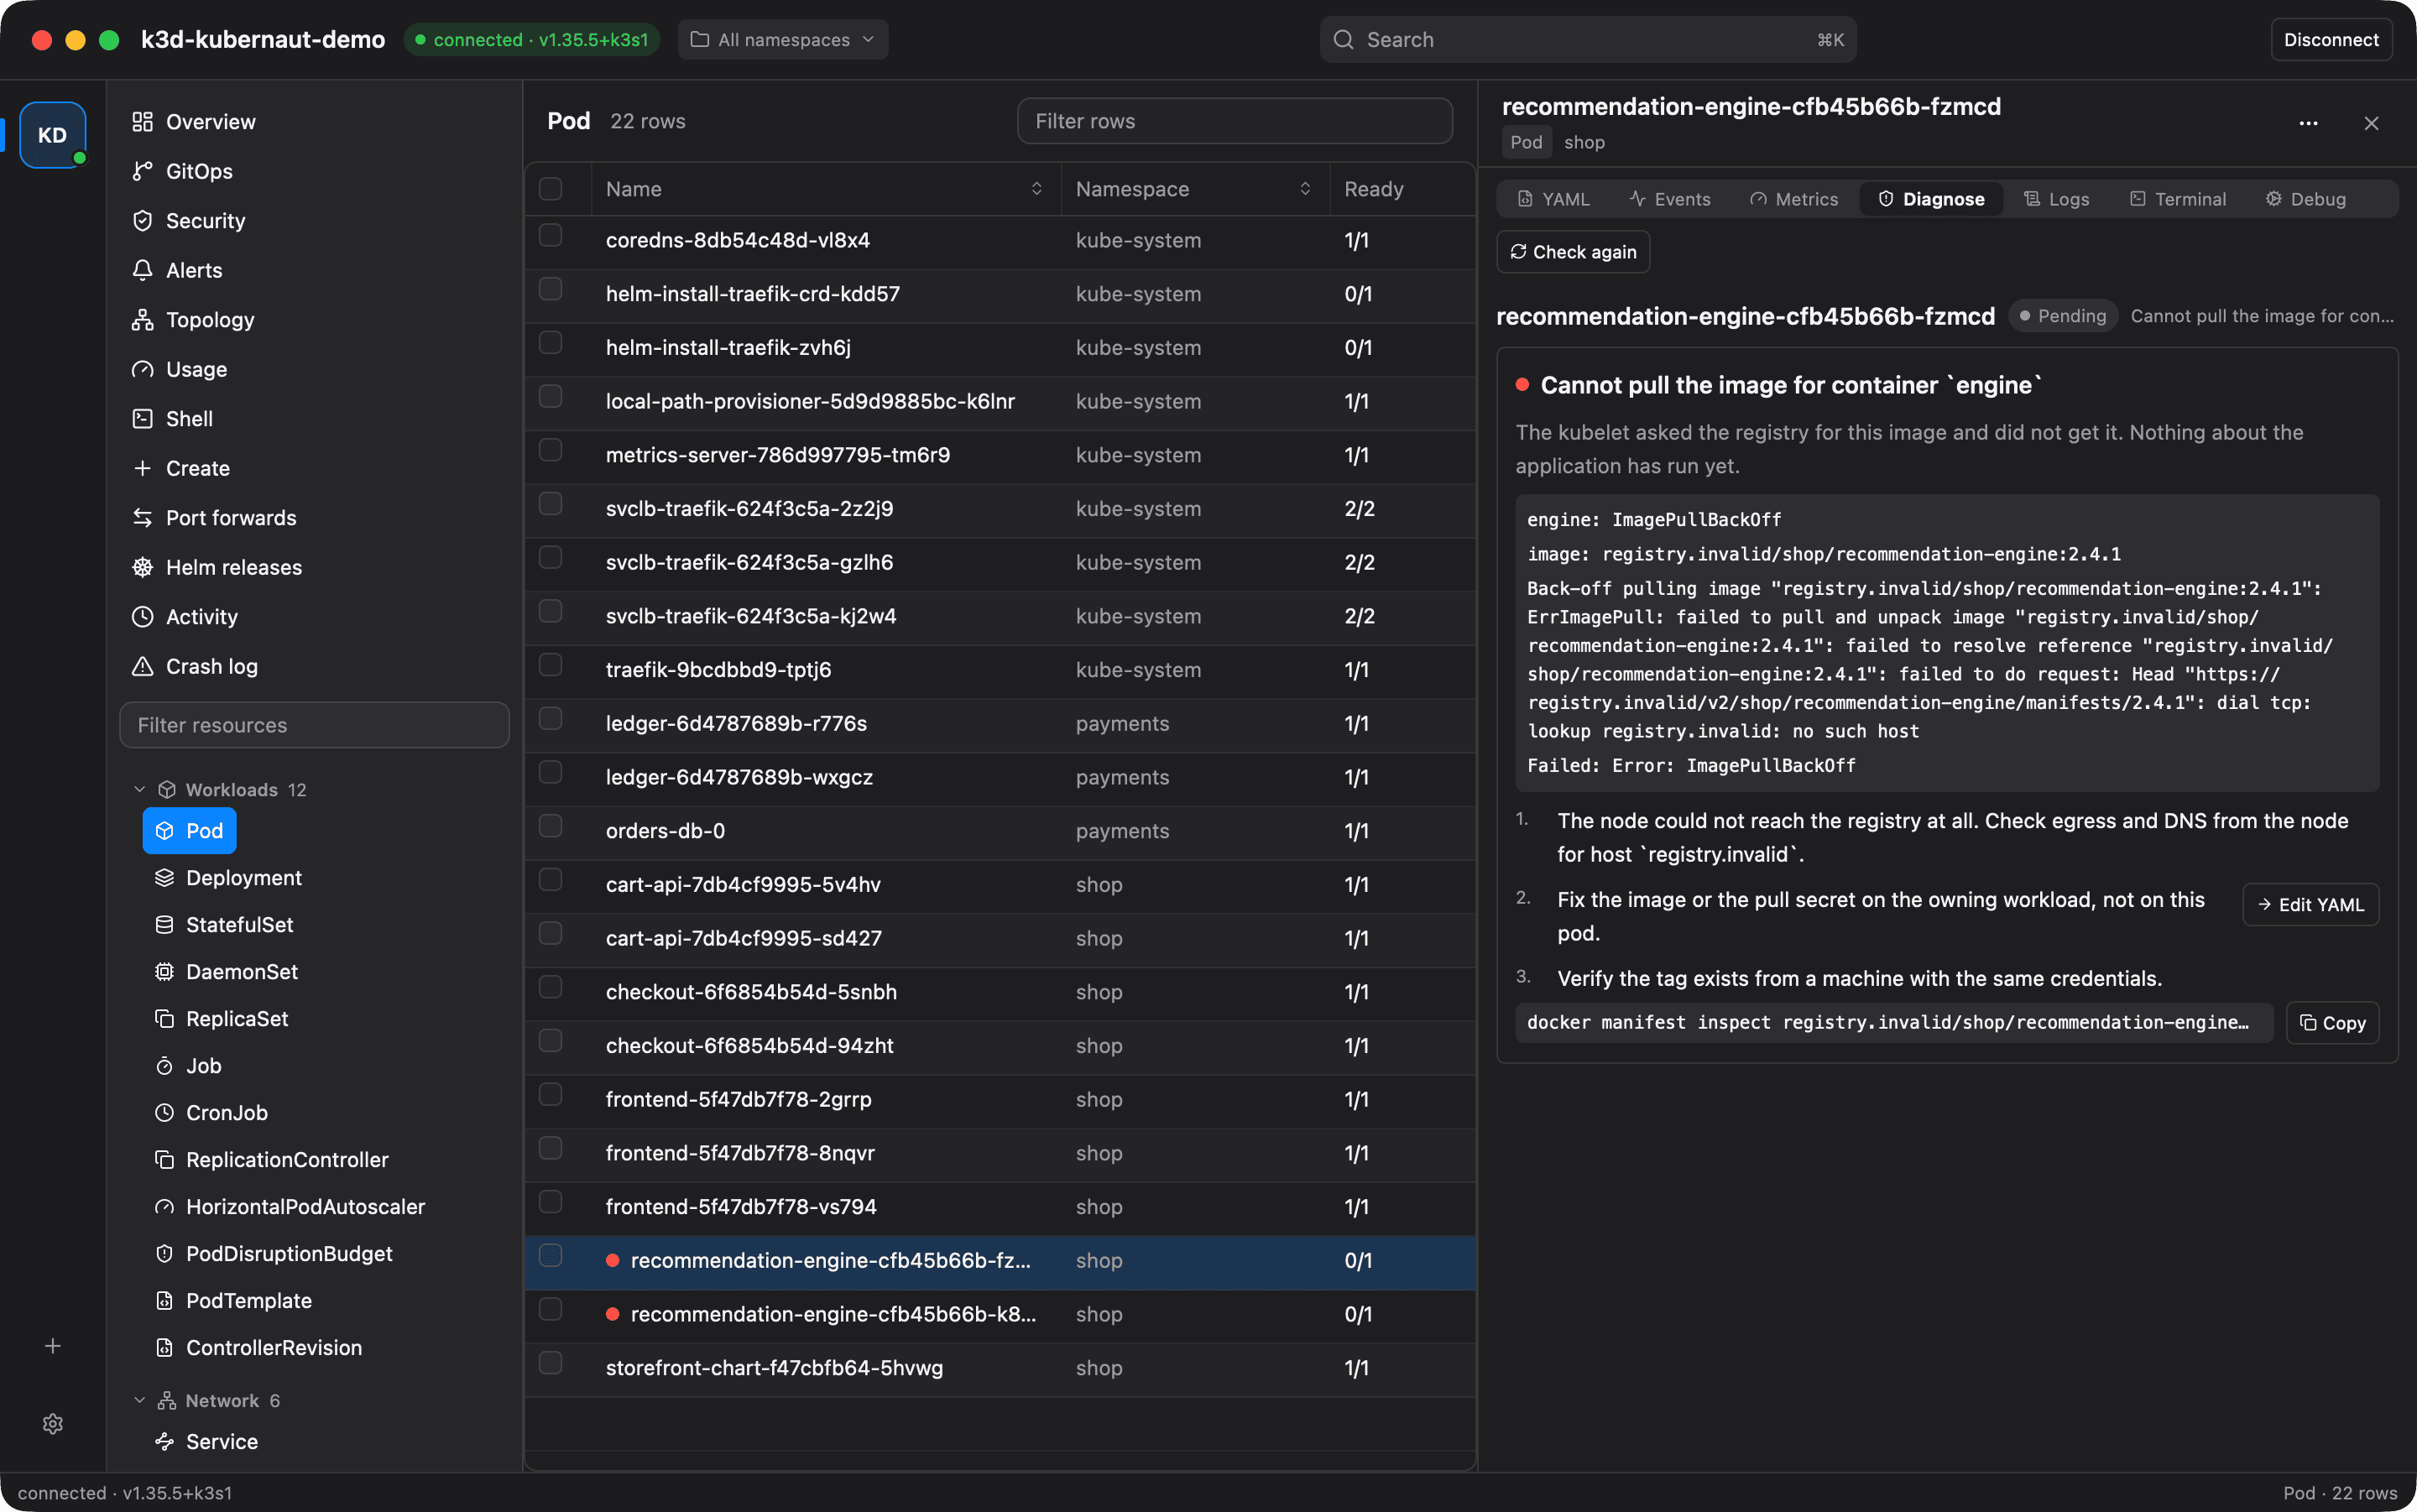 k3d-kubernaut-demo
connected · v1.35.5+k3s1
All namespaces
Search
⌘K
Disconnect
KD
Overview
GitOps
Security
Alerts
Topology
Usage
Shell
Create
Port forwards
Helm releases
Activity
Crash log
Filter resources
Workloads 12
Pod
Deployment
StatefulSet
DaemonSet
ReplicaSet
Job
CronJob
ReplicationController
HorizontalPodAutoscaler
PodDisruptionBudget
PodTemplate
ControllerRevision
Network 6
Service
Pod 22 rows
Filter rows
Name Namespace Ready
coredns-8db54c48d-vl8x4 kube-system 1/1
helm-install-traefik-crd-kdd57 kube-system 0/1
helm-install-traefik-zvh6j kube-system 0/1
local-path-provisioner-5d9d9885bc-k6lnr kube-system 1/1
metrics-server-786d997795-tm6r9 kube-system 1/1
svclb-traefik-624f3c5a-2z2j9 kube-system 2/2
svclb-traefik-624f3c5a-gzlh6 kube-system 2/2
svclb-traefik-624f3c5a-kj2w4 kube-system 2/2
traefik-9bcdbbd9-tptj6 kube-system 1/1
ledger-6d4787689b-r776s payments 1/1
ledger-6d4787689b-wxgcz payments 1/1
orders-db-0 payments 1/1
cart-api-7db4cf9995-5v4hv shop 1/1
cart-api-7db4cf9995-sd427 shop 1/1
checkout-6f6854b54d-5snbh shop 1/1
checkout-6f6854b54d-94zht shop 1/1
frontend-5f47db7f78-2grrp shop 1/1
frontend-5f47db7f78-8nqvr shop 1/1
frontend-5f47db7f78-vs794 shop 1/1
recommendation-engine-cfb45b66b-fz... shop 0/1
recommendation-engine-cfb45b66b-k8... shop 0/1
storefront-chart-f47cbfb64-5hvwg shop 1/1
recommendation-engine-cfb45b66b-fzmcd
Pod shop
YAML Events Metrics Diagnose Logs Terminal Debug
Check again
recommendation-engine-cfb45b66b-fzmcd Pending Cannot pull the image for con...
Cannot pull the image for container `engine`
The kubelet asked the registry for this image and did not get it. Nothing about the
application has run yet.
engine: ImagePullBackOff
image: registry.invalid/shop/recommendation-engine:2.4.1
Back-off pulling image "registry.invalid/shop/recommendation-engine:2.4.1":
ErrImagePull: failed to pull and unpack image "registry.invalid/shop/
recommendation-engine:2.4.1": failed to resolve reference "registry.invalid/
shop/recommendation-engine:2.4.1": failed to do request: Head "https://
registry.invalid/v2/shop/recommendation-engine/manifests/2.4.1": dial tcp:
lookup registry.invalid: no such host
Failed: Error: ImagePullBackOff
1. The node could not reach the registry at all. Check egress and DNS from the node
for host `registry.invalid`.
2. Fix the image or the pull secret on the owning workload, not on this
pod.
Edit YAML
3. Verify the tag exists from a machine with the same credentials.
docker manifest inspect registry.invalid/shop/recommendation-engine…
Copy
connected · v1.35.5+k3s1
Pod · 22 rows